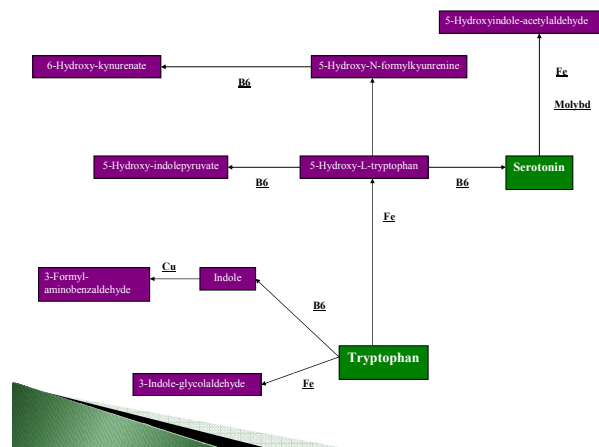 5-Hydroxyindole-acetylaldehyde
6-Hydroxy-kynurenate
5-Hydroxy-N-formylkyunrenine
B6
Fe
Molybd
5-Hydroxy-indolepyruvate
5-Hydroxy-L-tryptophan
Serotonin
B6
B6
Fe
3-Formyl-
aminobenzaldehyde
Cu
Indole
B6
Tryptophan
3-Indole-glycolaldehyde
Fe